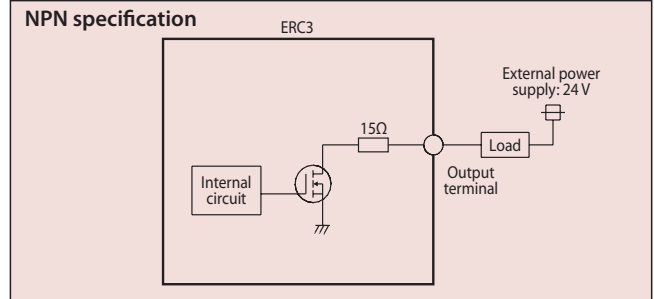 NPN specification
ERC3
External power
supply: 24 V
15Ω
Load
Output
terminal
Internal
circuit